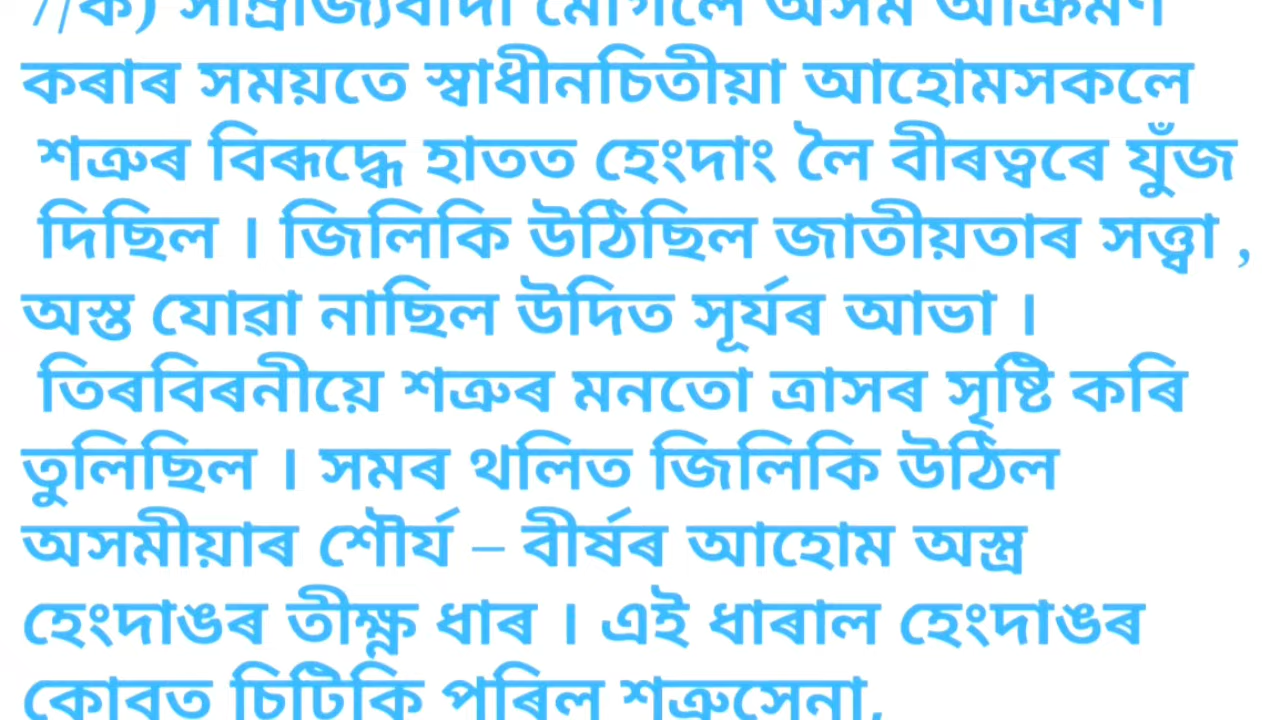 //ক) সাম্ৰাজ্যবাদী মোগলে অসম আক্ৰমণ
কৰাৰ সময়তে স্বাধীনচিতীয়া আহোমসকলে
শত্ৰুৰ বিৰূদ্ধে হাতত হেংদাং লৈ বীৰত্বৰে যুঁজ
দিছিল । জিলিকি উঠিছিল জাতীয়তাৰ সত্ত্বা ,
অস্ত যোৱা নাছিল উদিত সূৰ্যৰ আভা ।
তিৰবিৰনীয়ে শত্ৰুৰ মনতো ত্ৰাসৰ সৃষ্টি কৰি
তুলিছিল । সমৰ থলিত জিলিকি উঠিল
অসমীয়াৰ শৌৰ্য – বীৰ্ষৰ আহোম অস্ত্ৰ
হেংদাঙৰ তীক্ষ্ণ ধাৰ । এই ধাৰাল হেংদাঙৰ
কোবত চিটিকি পৰিল শত্ৰুসেনা,